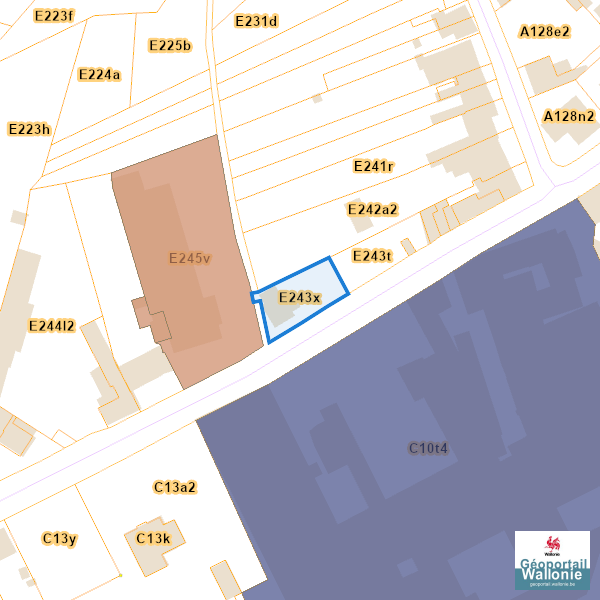 E223f
E231d
A128e2
E225b
E224a
A128n2
E223h
E241r
E242a2
E245v
E243t
E243x
E244l2
C10t4
C13a2
C13y
C13k
Wallonie
Géoportail
Wallonie
geoportail.wallonie.be